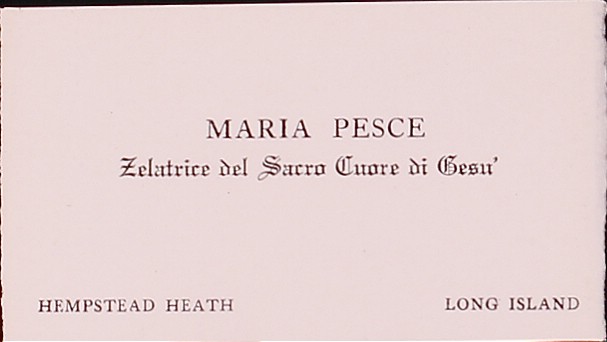 MARIA PESCE
Zelatrice del Sacro Cuore di Gesu'
HEMPSTEAD HEATH
LONG ISLAND